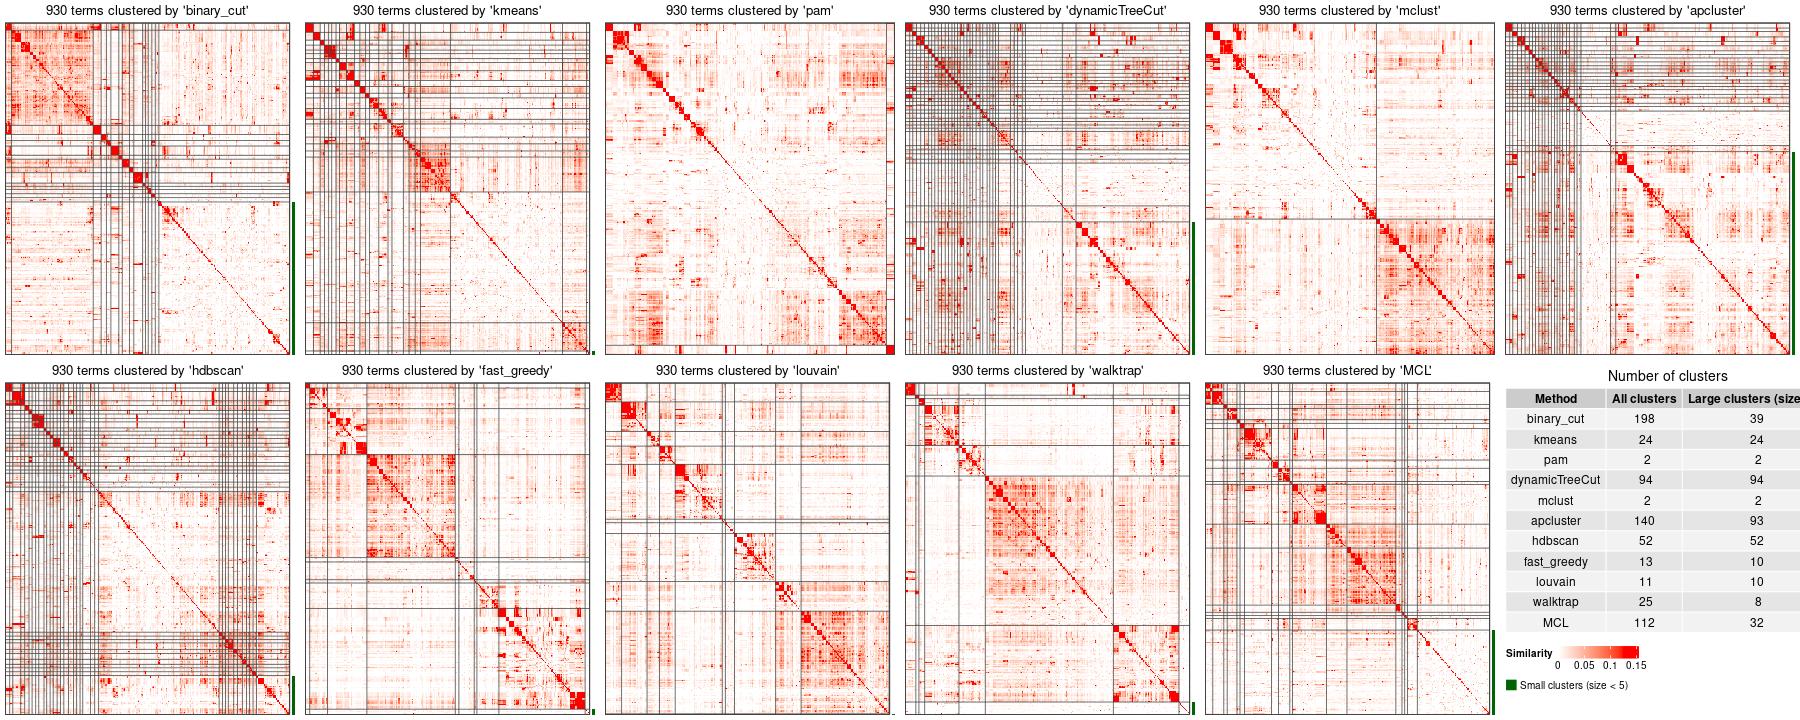 930 terms clustered by 'binary_cut'
930 terms clustered by 'kmeans'
930 terms clustered by 'pam'
930 terms clustered by 'dynamicTreeCut'
930 terms clustered by 'mclust'
930 terms clustered by 'apcluster'
930 terms clustered by 'hdbscan'
930 terms clustered by 'fast_greedy'
930 terms clustered by 'louvain'
930 terms clustered by 'walktrap'
930 terms clustered by 'MCL'
Number of clusters
Method All clusters Large clusters (size
binary_cut 198 39
kmeans 24 24
pam 2 2
dynamicTreeCut 94 94
mclust 2 2
apcluster 140 93
hdbscan 52 52
fast_greedy 13 10
louvain 11 10
walktrap 25 8
MCL 112 32
Similarity
0 0.05 0.1 0.15
Small clusters (size < 5)